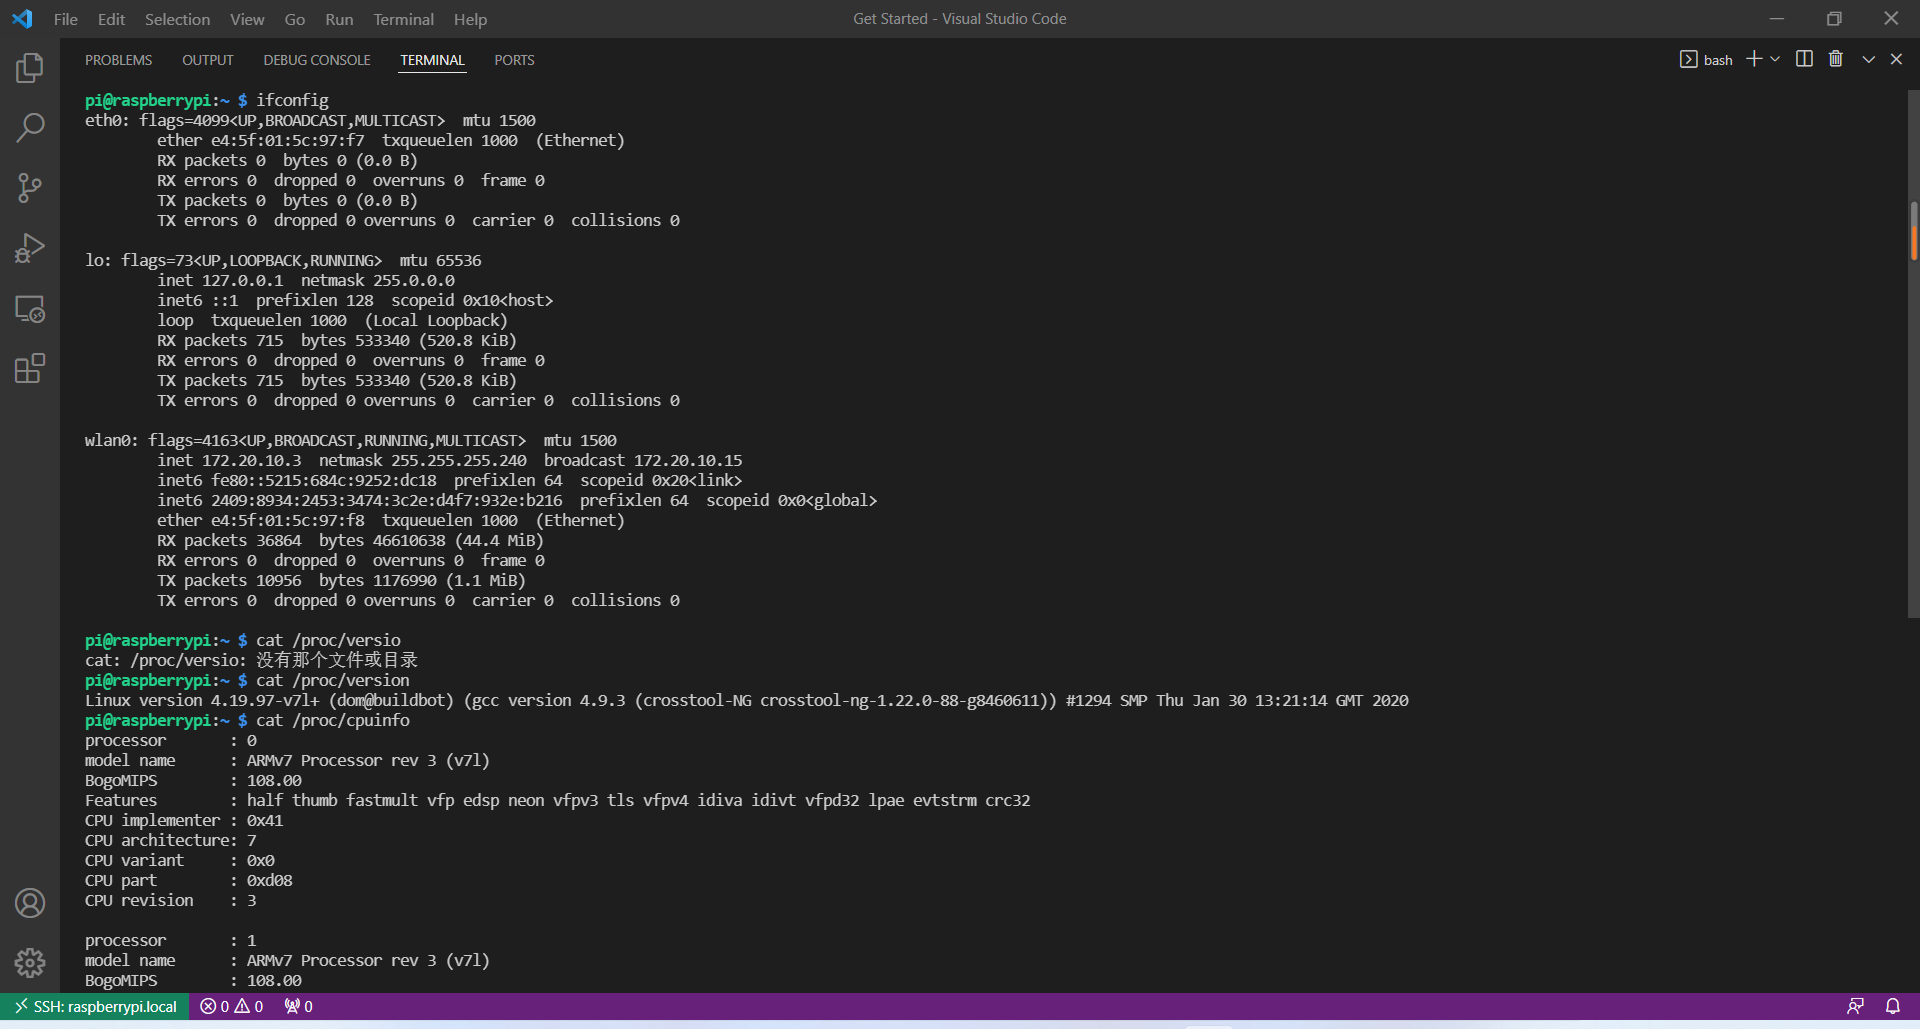 File Edit Selection View Go Run Terminal Help
Get Started - Visual Studio Code
PROBLEMS OUTPUT DEBUG CONSOLE TERMINAL PORTS
bash
pi@raspberrypi:~ $ ifconfig
eth0: flags=4099<UP,BROADCAST,MULTICAST>  mtu 1500
        ether e4:5f:01:5c:97:f7  txqueuelen 1000  (Ethernet)
        RX packets 0  bytes 0 (0.0 B)
        RX errors 0  dropped 0  overruns 0  frame 0
        TX packets 0  bytes 0 (0.0 B)
        TX errors 0  dropped 0 overruns 0  carrier 0  collisions 0
lo: flags=73<UP,LOOPBACK,RUNNING>  mtu 65536
        inet 127.0.0.1  netmask 255.0.0.0
        inet6 ::1  prefixlen 128  scopeid 0x10<host>
        loop  txqueuelen 1000  (Local Loopback)
        RX packets 715  bytes 533340 (520.8 KiB)
        RX errors 0  dropped 0  overruns 0  frame 0
        TX packets 715  bytes 533340 (520.8 KiB)
        TX errors 0  dropped 0 overruns 0  carrier 0  collisions 0
wlan0: flags=4163<UP,BROADCAST,RUNNING,MULTICAST>  mtu 1500
        inet 172.20.10.3  netmask 255.255.255.240  broadcast 172.20.10.15
        inet6 fe80::5215:684c:9252:dc18  prefixlen 64  scopeid 0x20<link>
        inet6 2409:8934:2453:3474:3c2e:d4f7:932e:b216  prefixlen 64  scopeid 0x0<global>
        ether e4:5f:01:5c:97:f8  txqueuelen 1000  (Ethernet)
        RX packets 36864  bytes 46610638 (44.4 MiB)
        RX errors 0  dropped 0  overruns 0  frame 0
        TX packets 10956  bytes 1176990 (1.1 MiB)
        TX errors 0  dropped 0 overruns 0  carrier 0  collisions 0
pi@raspberrypi:~ $ cat /proc/versio
cat: /proc/versio: 没有那个文件或目录
pi@raspberrypi:~ $ cat /proc/version
Linux version 4.19.97-v7l+ (dom@buildbot) (gcc version 4.9.3 (crosstool-NG crosstool-ng-1.22.0-88-g8460611)) #1294 SMP Thu Jan 30 13:21:14 GMT 2020
pi@raspberrypi:~ $ cat /proc/cpuinfo
processor       : 0
model name      : ARMv7 Processor rev 3 (v7l)
BogoMIPS        : 108.00
Features        : half thumb fastmult vfp edsp neon vfpv3 tls vfpv4 idiva idivt vfpd32 lpae evtstrm crc32
CPU implementer : 0x41
CPU architecture: 7
CPU variant     : 0x0
CPU part        : 0xd08
CPU revision    : 3
processor       : 1
model name      : ARMv7 Processor rev 3 (v7l)
BogoMIPS        : 108.00
SSH: raspberrypi.local 0 0 0